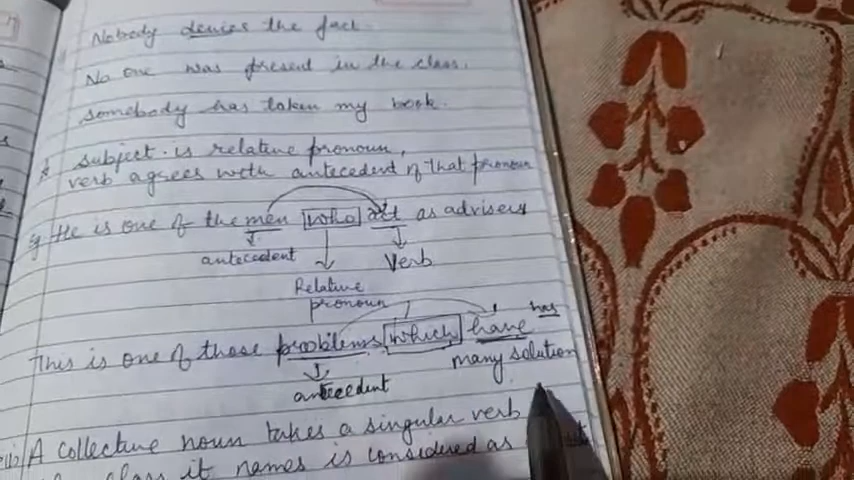 Nobody denies the fact.
No one was present in the class.
somebody has taken my book.
subject is relative pronoun,
verb agrees with antecedent of that pronoun
eg He is one of the men who act as advisers
antecedent
Verb
Relative
pronoun
has
This is one of those problems which have
many solution
antecedent
A collective noun takes a singular verb
class it names is considered as